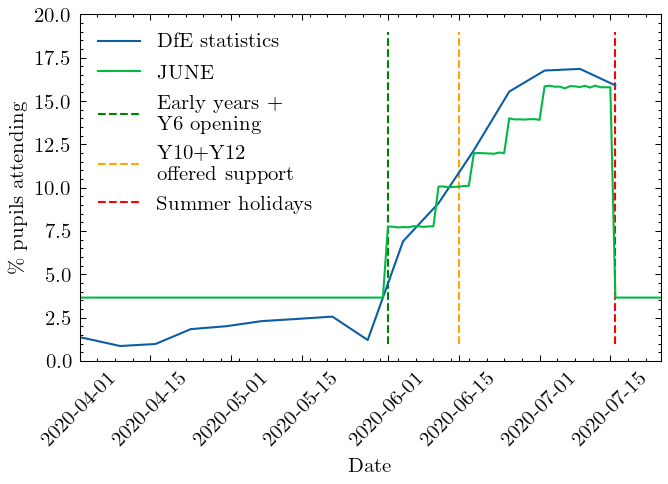 20.0
17.5
15.0
12.5
10.0
7.5
5.0
2.5
0.0
% pupils attending
DfE statistics
JUNE
Early years +
Y6 opening
Y10+Y12
offered support
Summer holidays
2020-04-01
2020-04-15
2020-05-01
2020-05-15
2020-06-01
2020-06-15
2020-07-01
2020-07-15
Date